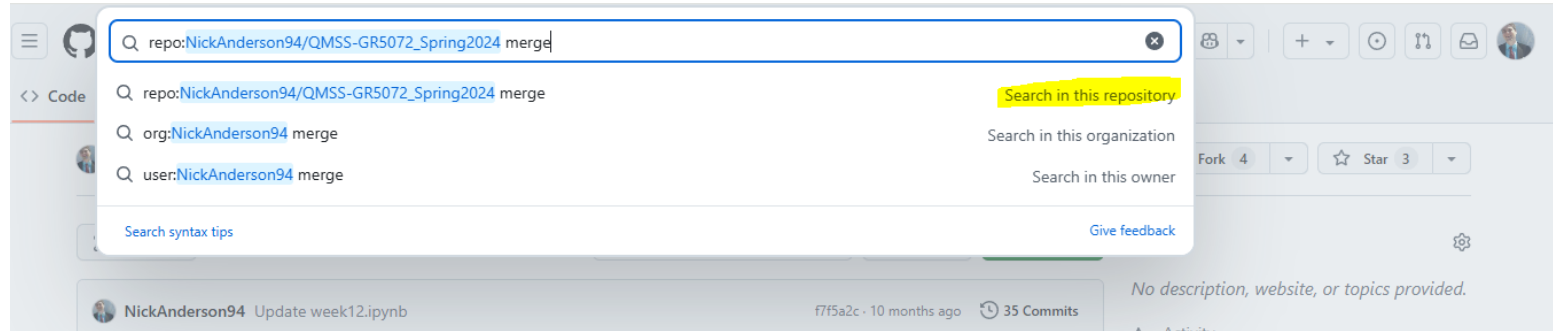 repo:NickAnderson94/QMSS-GR5072_Spring2024 merge
Code
repo:NickAnderson94/QMSS-GR5072_Spring2024 merge Search in this repository
org:NickAnderson94 merge Search in this organization
user:NickAnderson94 merge Search in this owner
Fork 4 Star 3
Search syntax tips Give feedback
No description, website, or topics provided.
NickAnderson94 Update week12.ipynb f7f5a2c · 10 months ago 35 Commits